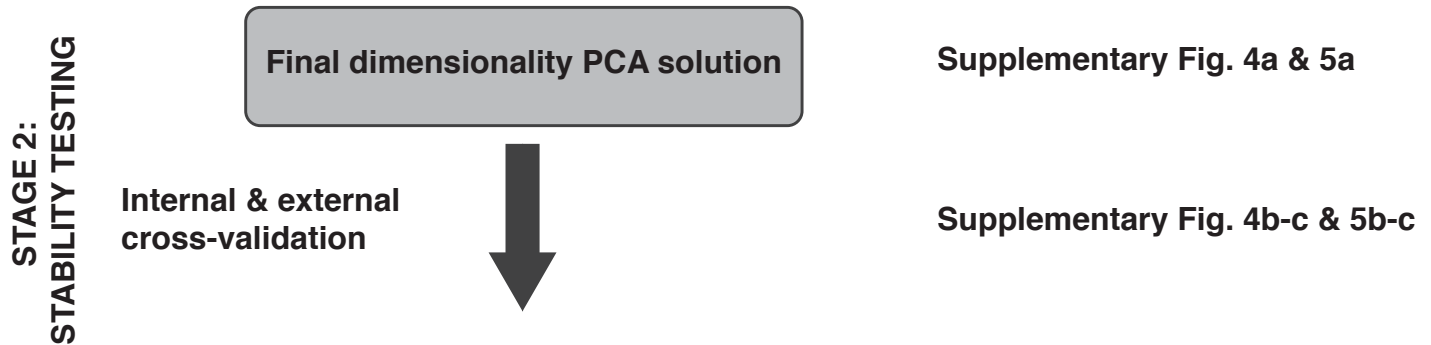 STAGE 2:
STABILITY TESTING
Final dimensionality PCA solution
Supplementary Fig. 4a & 5a
Internal & external
cross-validation
Supplementary Fig. 4b-c & 5b-c